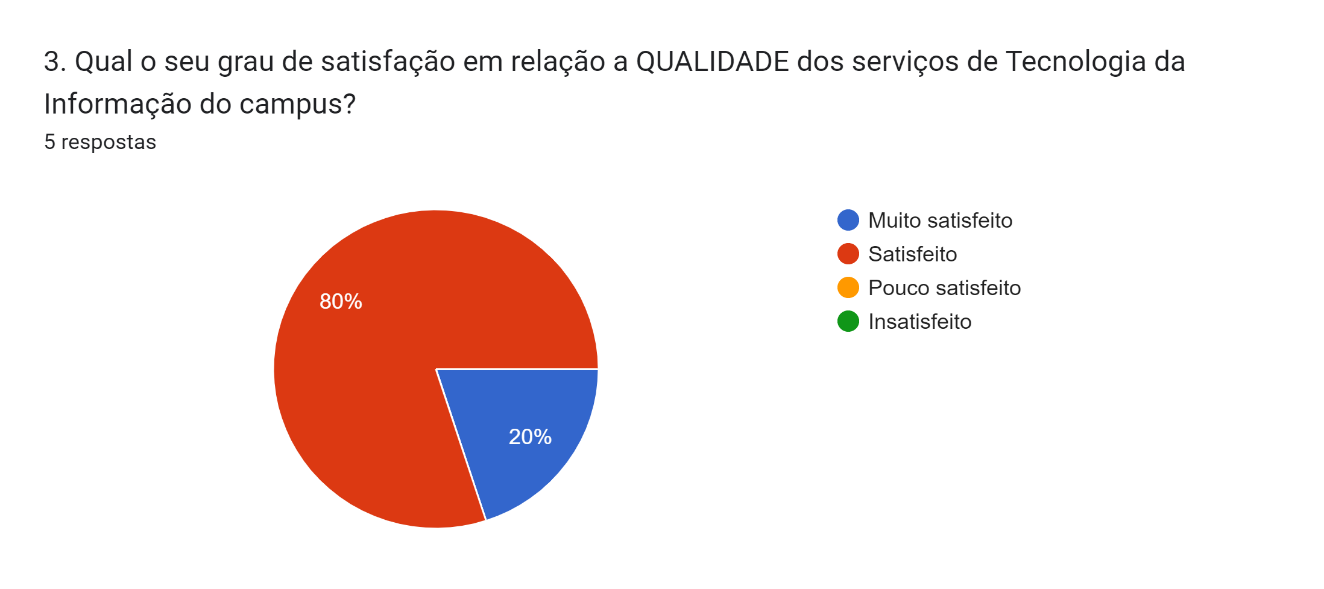 3. Qual o seu grau de satisfação em relação a QUALIDADE dos serviços de Tecnologia da
Informação do campus?
5 respostas
80%
20%
Muito satisfeito
Satisfeito
Pouco satisfeito
Insatisfeito